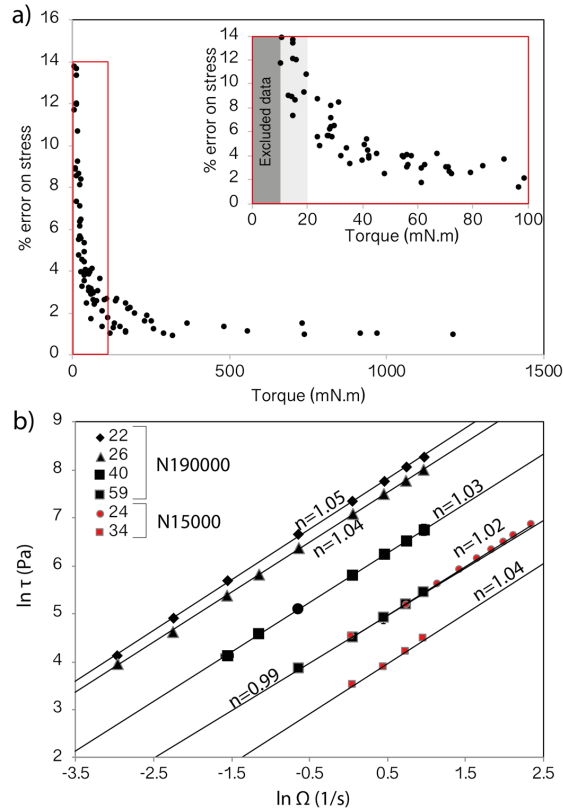 a)
16
14
12
10
8
6
4
2
0
% error on stress
0
500
1000
1500
Torque (mN.m)
14
12
10
8
6
4
2
0
% error on stress
Excluded data
0
20
40
60
80
100
Torque (mN.m)
b)
9
8
7
6
5
4
3
2
ln τ (Pa)
22
26
40
59
24
34
N190000
N15000
n=1.05
n=1.04
n=1.03
n=1.02
n=1.04
n=0.99
-3.5
-2.5
-1.5
-0.5
0.5
1.5
2.5
ln Ω (1/s)